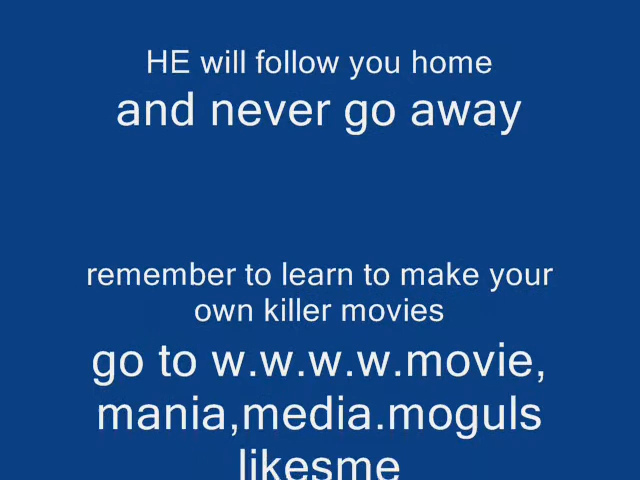 HE will follow you home
and never go away
remember to learn to make your
own killer movies
go to w.w.w.w.movie,
mania,media.moguls
likesme